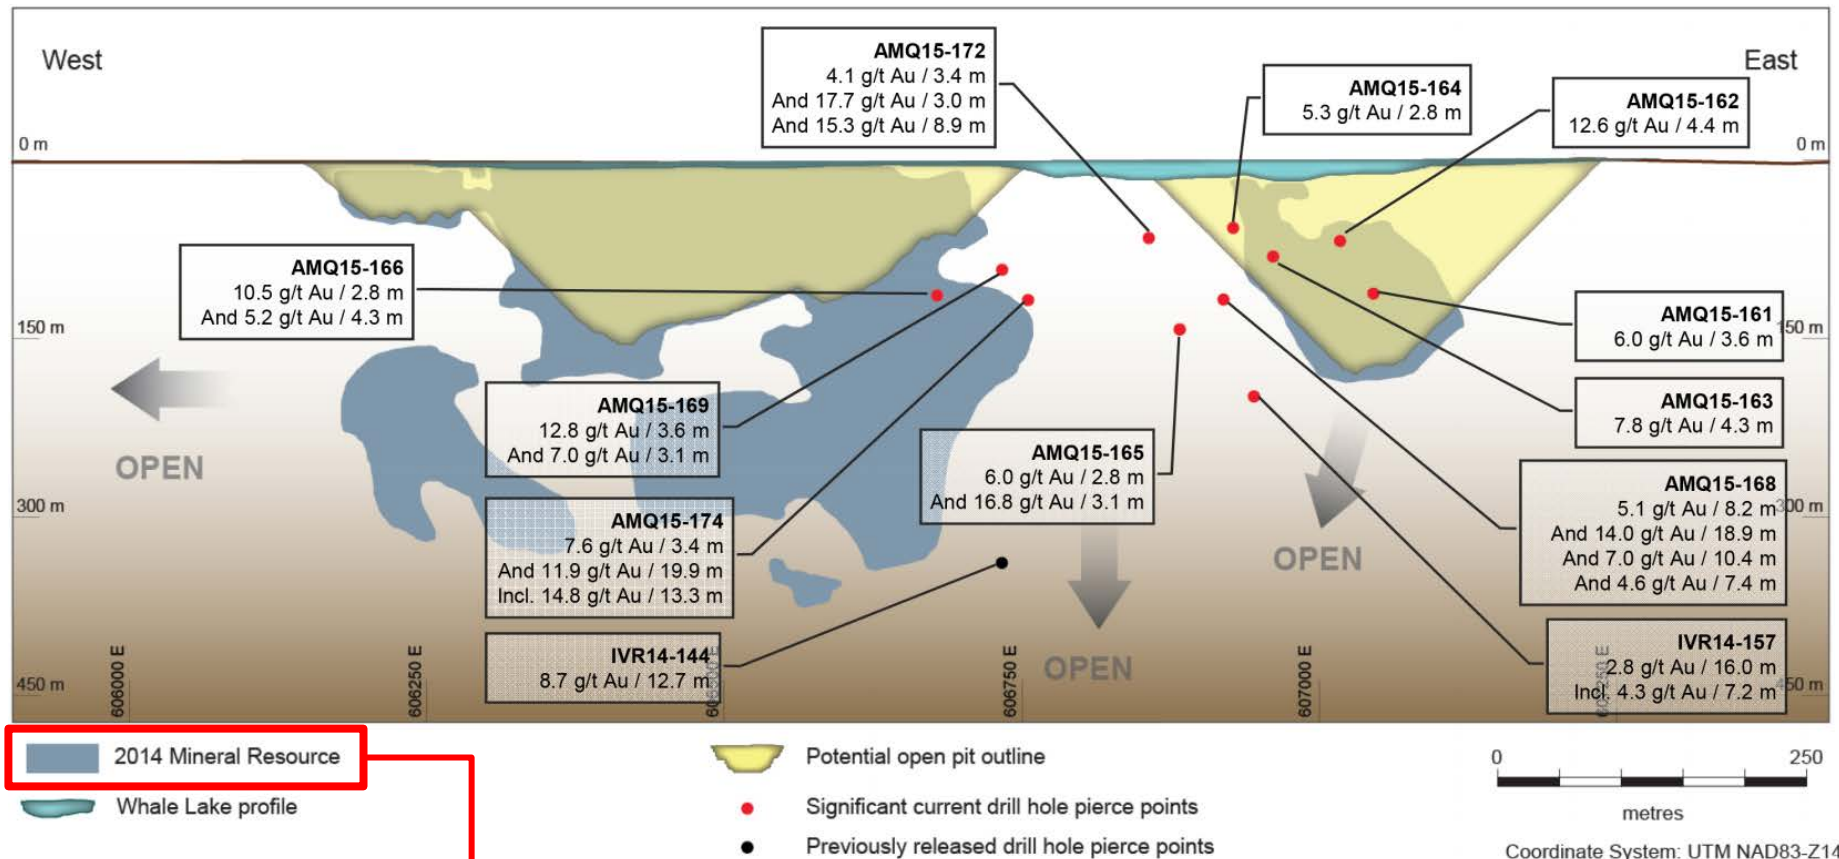 West
East
AMQ15-172
4.1 g/t Au / 3.4 m
And 17.7 g/t Au / 3.0 m
And 15.3 g/t Au / 8.9 m
AMQ15-164
5.3 g/t Au / 2.8 m
AMQ15-162
12.6 g/t Au / 4.4 m
0 m
0 m
AMQ15-166
10.5 g/t Au / 2.8 m
And 5.2 g/t Au / 4.3 m
AMQ15-161
6.0 g/t Au / 3.6 m
150 m
150 m
AMQ15-169
12.8 g/t Au / 3.6 m
And 7.0 g/t Au / 3.1 m
AMQ15-163
7.8 g/t Au / 4.3 m
OPEN
AMQ15-165
6.0 g/t Au / 2.8 m
And 16.8 g/t Au / 3.1 m
AMQ15-168
5.1 g/t Au / 8.2 m
And 14.0 g/t Au / 18.9 m
And 7.0 g/t Au / 10.4 m
And 4.6 g/t Au / 7.4 m
300 m
300 m
AMQ15-174
7.6 g/t Au / 3.4 m
And 11.9 g/t Au / 19.9 m
Incl. 14.8 g/t Au / 13.3 m
OPEN
IVR14-144
8.7 g/t Au / 12.7 m
OPEN
IVR14-157
2.8 g/t Au / 16.0 m
Incl. 4.3 g/t Au / 7.2 m
450 m
450 m
606000 E
606250 E
606750 E
607000 E
2014 Mineral Resource
Whale Lake profile
Potential open pit outline
Significant current drill hole pierce points
Previously released drill hole pierce points
0 250
metres
Coordinate System: UTM NAD83-Z14